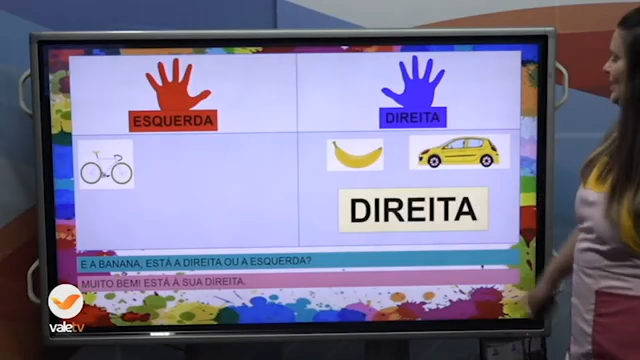 ESQUERDA
DIREITA
DIREITA
E A BANANA, ESTÁ A DIREITA OU A ESQUERDA?
MUITO BEM! ESTÁ À SUA DIREITA.
valetv